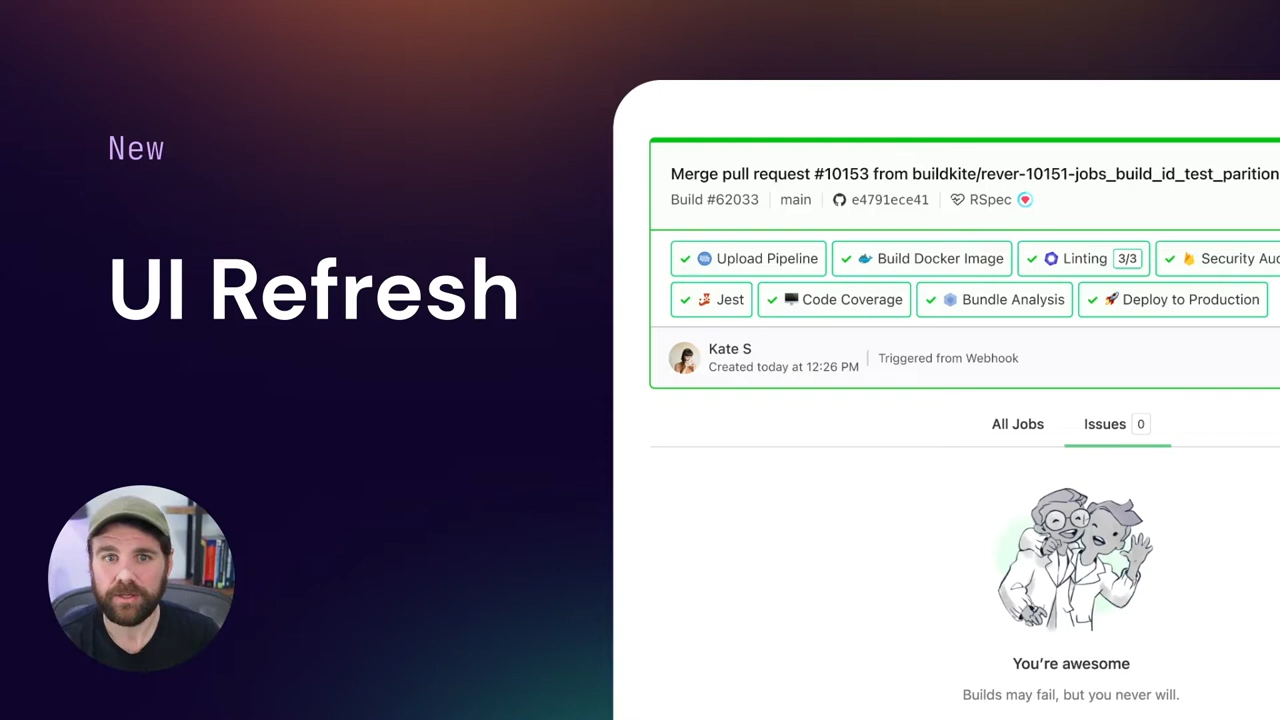 New
UI Refresh
Merge pull request #10153 from buildkite/rever-10151-jobs_build_id_test_parition
Build #62033 main e4791ece41 RSpec
Upload Pipeline Build Docker Image Linting 3/3 Security
Jest Code Coverage Bundle Analysis Deploy to Production
Kate S
Created today at 12:26 PM Triggered from Webhook
All Jobs Issues 0
You’re awesome
Builds may fail, but you never will.